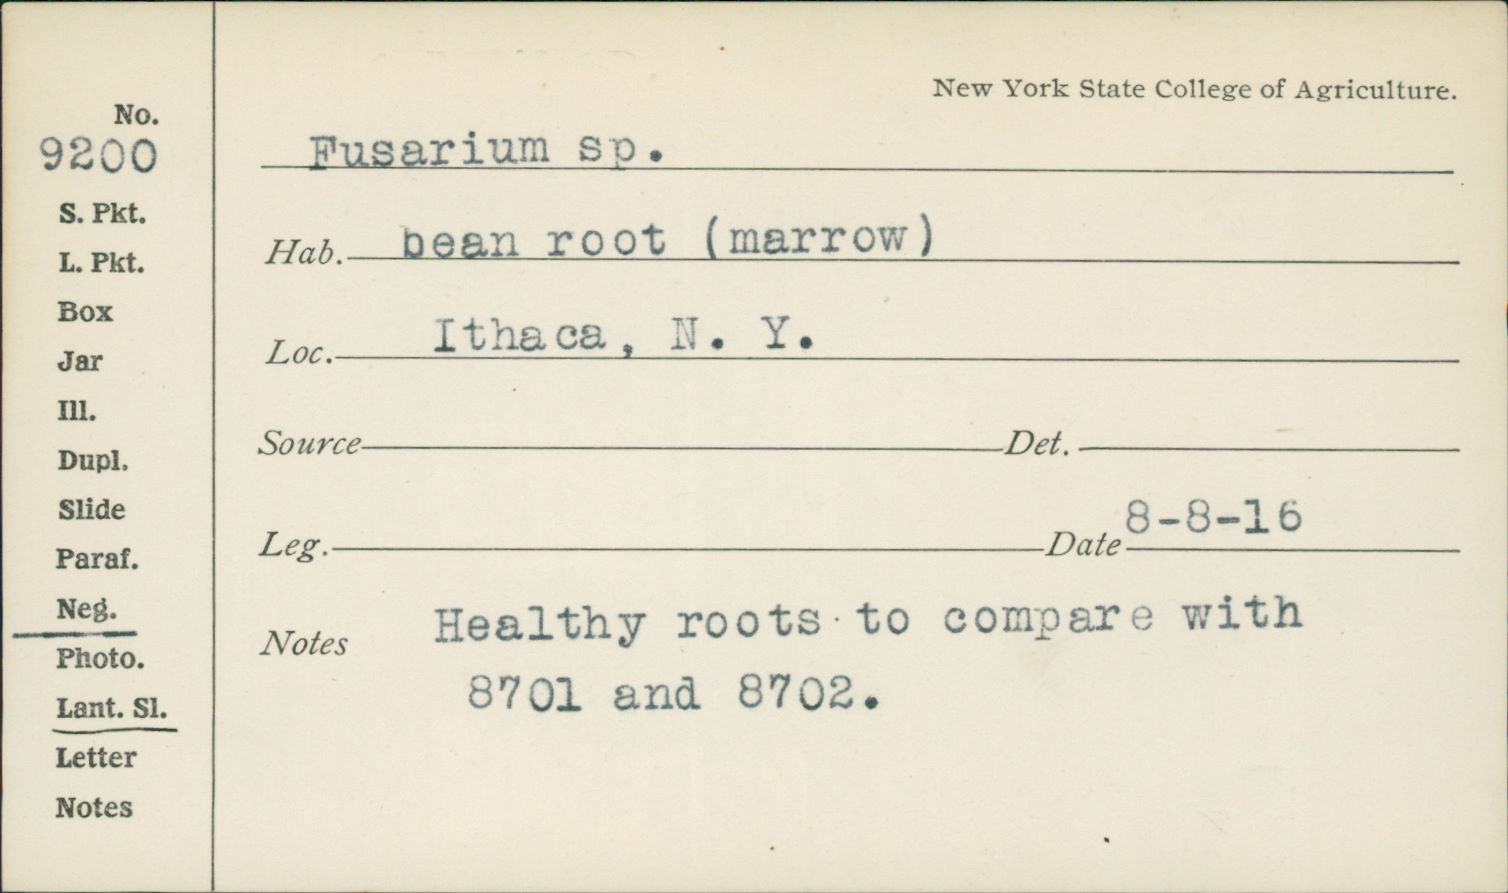 New York State College of Agriculture.
No.
9200
S. Pkt.
L. Pkt.
Box
Jar
Ill.
Dupl.
Slide
Paraf.
Neg.
Photo.
Lant. Sl.
Letter
Notes
Fusarium sp.
Hab. bean root (marrow)
Loc. Ithaca, N. Y.
Source Det.
Leg. Date 8-8-16
Notes Healthy roots to compare with
8701 and 8702.